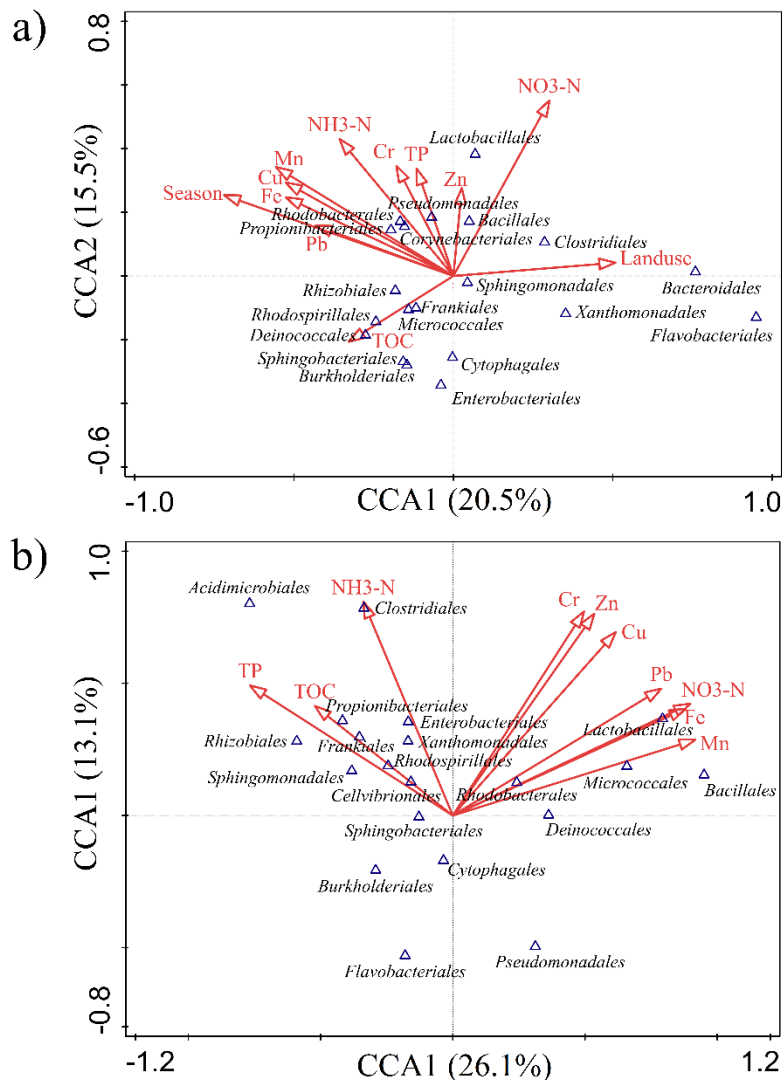 a)
0.8
NO3-N
NH3-N
Lactobacillales
Cr TP
Mn
Zn
Cu
Season
Fe
Pseudomonadales
Rhodobacterales
Bacillales
Propionibacteriales
Corynebacteriales
Clostridiales
Pb
CCA2 (15.5%)
Landuse
Bacteroidales
Rhizobiales
Sphingomonadales
Frankiales
Rhodospirillales
Micrococcales
Xanthomonadales
Flavobacteriales
Deinococcales
TOC
Sphingobacteriales
Cytophagales
Burkholderiales
Enterobacteriales
-0.6
-1.0
CCA1 (20.5%)
1.0
b)
1.0
Acidimicrobiales
NH3-N
Clostridiales
Cr Zn
Cu
TP
TOC
Pb
NO3-N
Propionibacteriales
Enterobacteriales
Lactobacillales
Fe
Rhizobiales
Frankiales
Xanthomonadales
Mn
Rhodospirillales
Sphingomonadales
Micrococcales
Bacillales
Cellvibrionales
Rhodobacterales
CCA1 (13.1%)
Sphingobacteriales
Deinococcales
Cytophagales
Burkholderiales
Flavobacteriales
Pseudomonadales
-0.8
-1.2
CCA1 (26.1%)
1.2